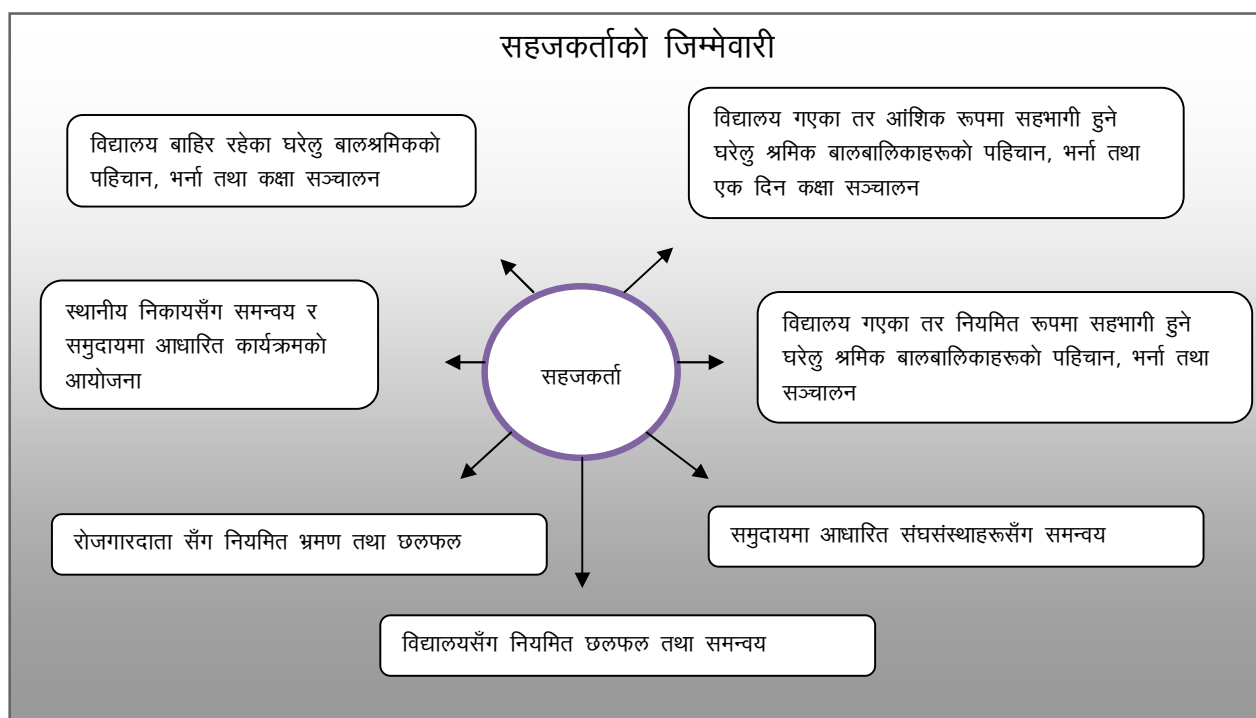 सहजकर्ताको जिम्मेवारी
विद्यालय बाहिर रहेका घरेलु बालश्रमिकको
पहिचान, भर्ना तथा कक्षा सञ्चालन
विद्यालय गएका तर आंशिक रूपमा सहभागी हुने
घरेलु श्रमिक बालबालिकाहरूको पहिचान, भर्ना तथा
एक दिन कक्षा सञ्चालन
स्थानीय निकायसँग समन्वय र
समुदायमा आधारित कार्यक्रमको
आयोजना
सहजकर्ता
विद्यालय गएका तर नियमित रूपमा सहभागी हुने
घरेलु श्रमिक बालबालिकाहरूको पहिचान, भर्ना तथा
सञ्चालन
रोजगारदाता सँग नियमित भ्रमण तथा छलफल
समुदायमा आधारित संघसंस्थाहरूसँग समन्वय
विद्यालयसँग नियमित छलफल तथा समन्वय